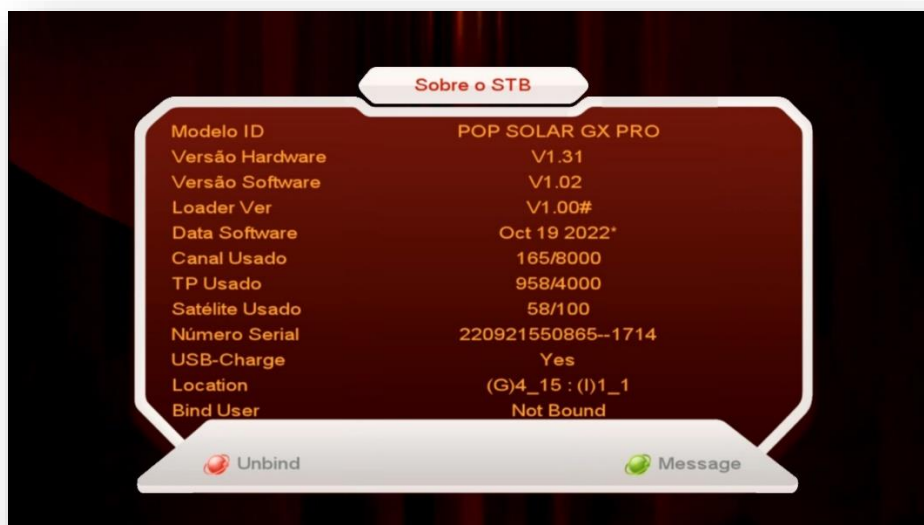 Sobre o STB
Modelo ID POP SOLAR GX PRO
Versão Hardware V1.31
Versão Software V1.02
Loader Ver V1.00#
Data Software Oct 19 2022*
Canal Usado 165/8000
TP Usado 958/4000
Satélite Usado 58/100
Número Serial 220921550865--1714
USB-Charge Yes
Location (G)4_15 : (I)1_1
Bind User Not Bound
Unbind Message